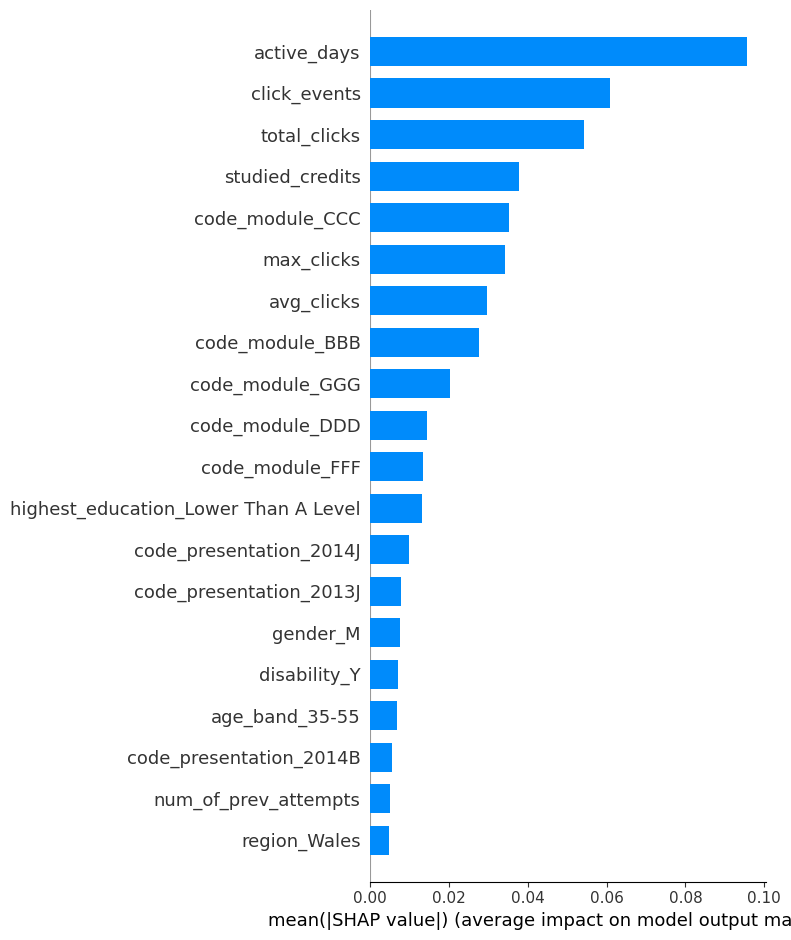 active_days
click_events
total_clicks
studied_credits
code_module_CCC
max_clicks
avg_clicks
code_module_BBB
code_module_GGG
code_module_DDD
code_module_FFF
highest_education_Lower Than A Level
code_presentation_2014J
code_presentation_2013J
gender_M
disability_Y
age_band_35-55
code_presentation_2014B
num_of_prev_attempts
region_Wales
0.00 0.02 0.04 0.06 0.08 0.10
mean(|SHAP value|) (average impact on model output ma